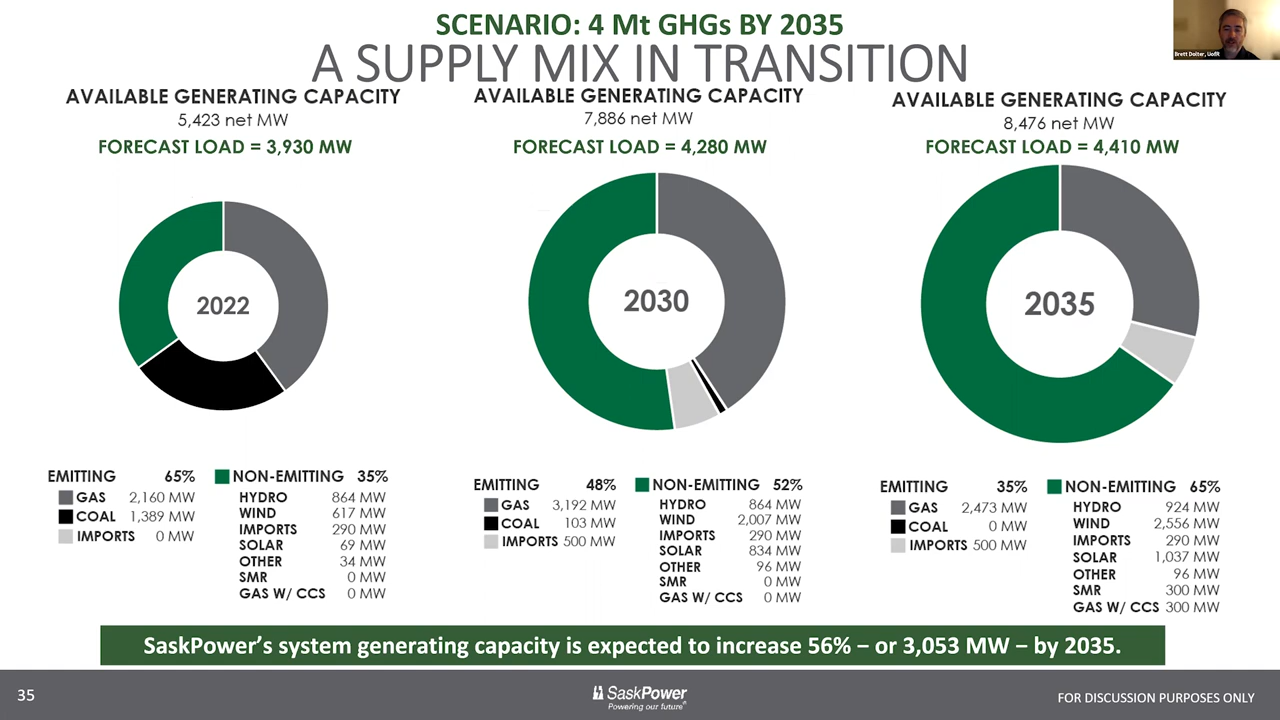 SCENARIO: 4 Mt GHGs BY 2035
A SUPPLY MIX IN TRANSITION
Brett Dolter, UofR
AVAILABLE GENERATING CAPACITY
5,423 net MW
FORECAST LOAD = 3,930 MW
2022
EMITTING 65%
GAS 2,160 MW
COAL 1,389 MW
IMPORTS 0 MW
NON-EMITTING 35%
HYDRO 864 MW
WIND 617 MW
IMPORTS 290 MW
SOLAR 69 MW
OTHER 34 MW
SMR 0 MW
GAS W/ CCS 0 MW
AVAILABLE GENERATING CAPACITY
7,886 net MW
FORECAST LOAD = 4,280 MW
2030
EMITTING 48%
GAS 3,192 MW
COAL 103 MW
IMPORTS 500 MW
NON-EMITTING 52%
HYDRO 864 MW
WIND 2,007 MW
IMPORTS 290 MW
SOLAR 834 MW
OTHER 96 MW
SMR 0 MW
GAS W/ CCS 0 MW
AVAILABLE GENERATING CAPACITY
8,476 net MW
FORECAST LOAD = 4,410 MW
2035
EMITTING 35%
GAS 2,473 MW
COAL 0 MW
IMPORTS 500 MW
NON-EMITTING 65%
HYDRO 924 MW
WIND 2,556 MW
IMPORTS 290 MW
SOLAR 1,037 MW
OTHER 96 MW
SMR 300 MW
GAS W/ CCS 300 MW
SaskPower's system generating capacity is expected to increase 56% – or 3,053 MW – by 2035.
35
SaskPower
Powering our future®
FOR DISCUSSION PURPOSES ONLY